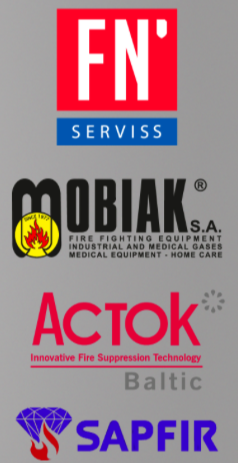 FN'
SERVISS
MOBIAK® S.A.
SINCE 1977
FIRE FIGHTING EQUIPMENT
INDUSTRIAL AND MEDICAL GASES
MEDICAL EQUIPMENT - HOME CARE
ACTOK
Innovative Fire Suppression Technology
Baltic
SAPFIR